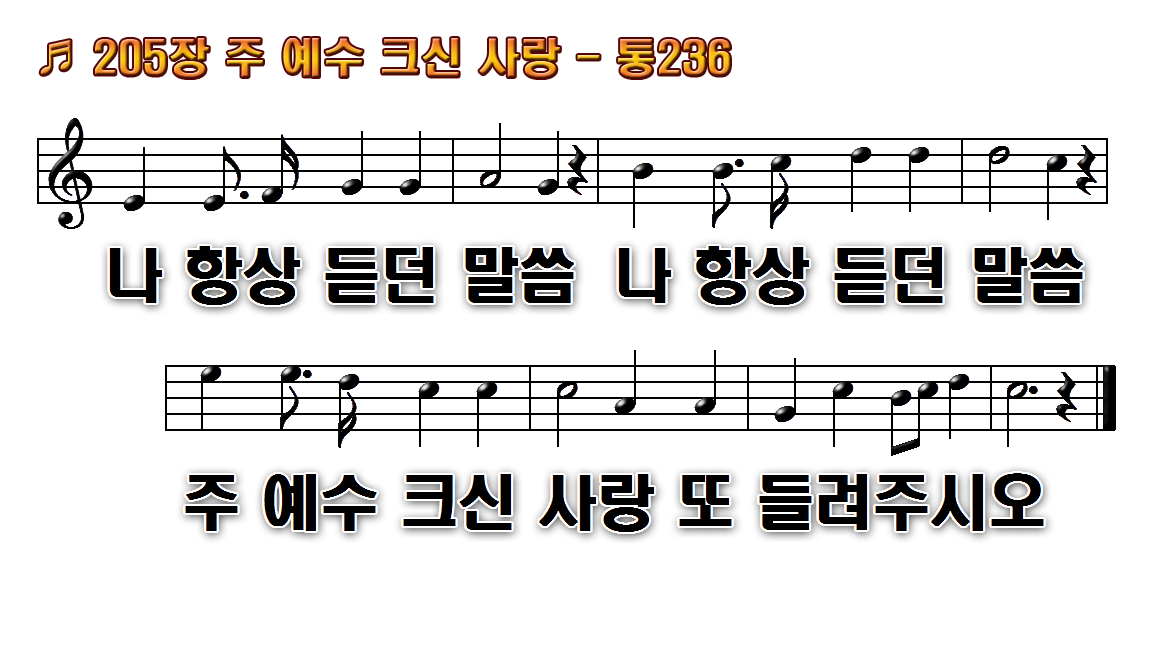 ♬ 205장 주 예수 크신 사랑 - 통236
나 항상 듣던 말씀 나 항상 듣던 말씀
주 예수 크신 사랑 또 들려주시오